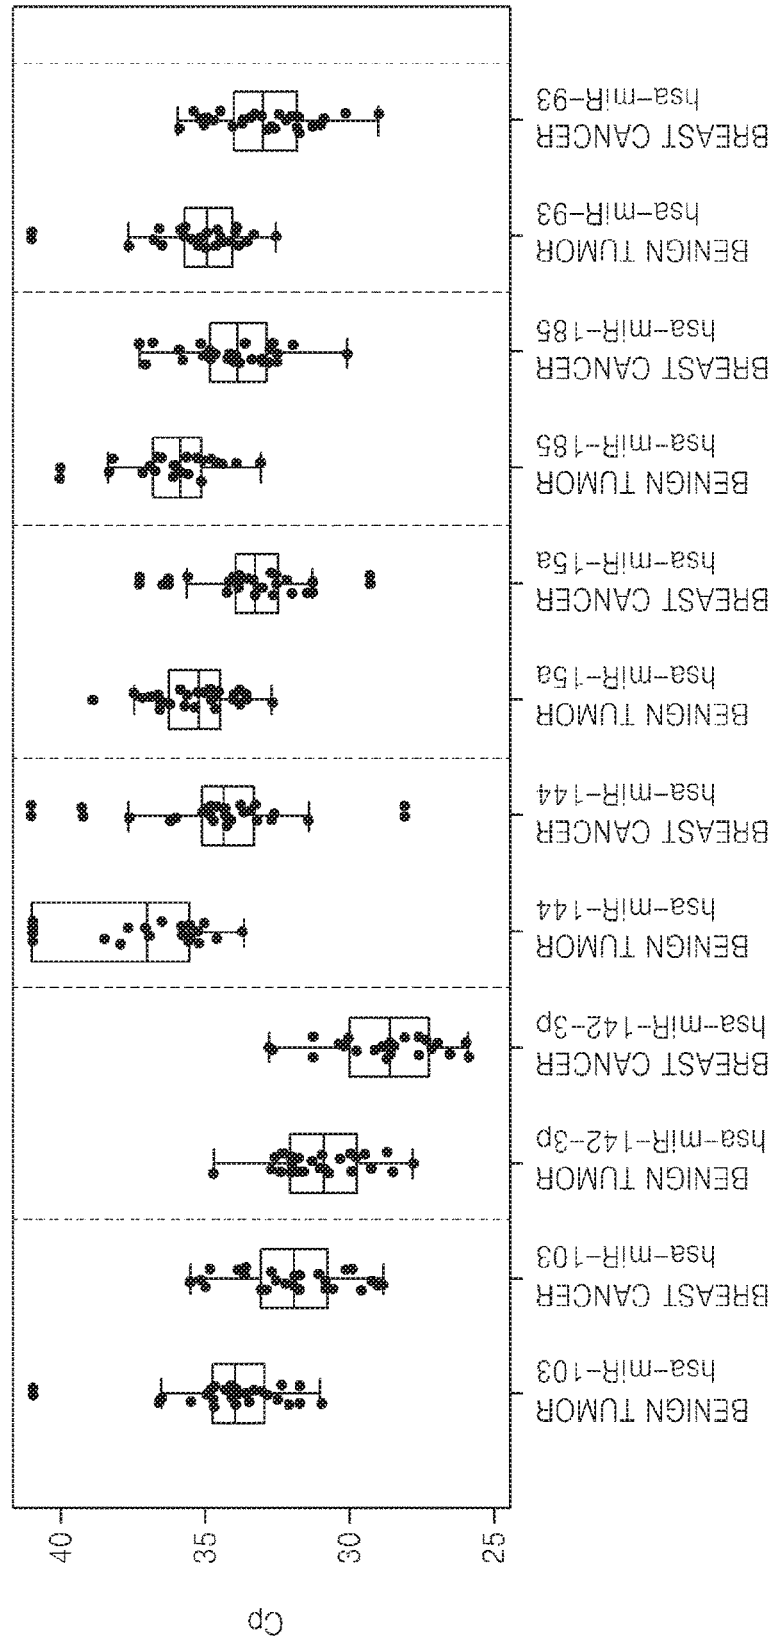 BREAST CANCER
hsa-miR-93
BENIGN TUMOR
hsa-miR-93
BREAST CANCER
hsa-miR-185
BENIGN TUMOR
hsa-miR-185
BREAST CANCER
hsa-miR-15a
BENIGN TUMOR
hsa-miR-15a
BREAST CANCER
hsa-miR-144
BENIGN TUMOR
hsa-miR-144
BREAST CANCER
hsa-miR-142-3p
BENIGN TUMOR
hsa-miR-142-3p
BREAST CANCER
hsa-miR-103
BENIGN TUMOR
hsa-miR-103
40
35
30
25
Cp